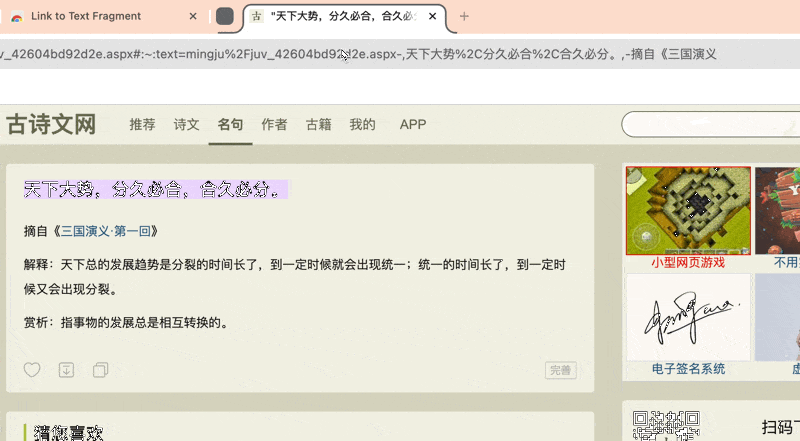 Link to Text Fragment
"天下大势，分久必合，合久必
v_42604bd92d2e.aspx#:~:text=mingju%2Fjuv_42604bd92d2e.aspx-,天下大势%2C分久必合%2C合久必分。,-摘自《三国演义
古诗文网 推荐 诗文 名句 作者 古籍 我的 APP
天下大势，分久必合，合久必分。
摘自《三国演义·第一回》
解释：天下总的发展趋势是分裂的时间长了，到一定时候就会出现统一；统一的时间长了，到一定时
候又会出现分裂。
赏析：指事物的发展总是相互转换的。
完善
猜您喜欢
小型网页游戏
不用
电子签名系统
扫码下